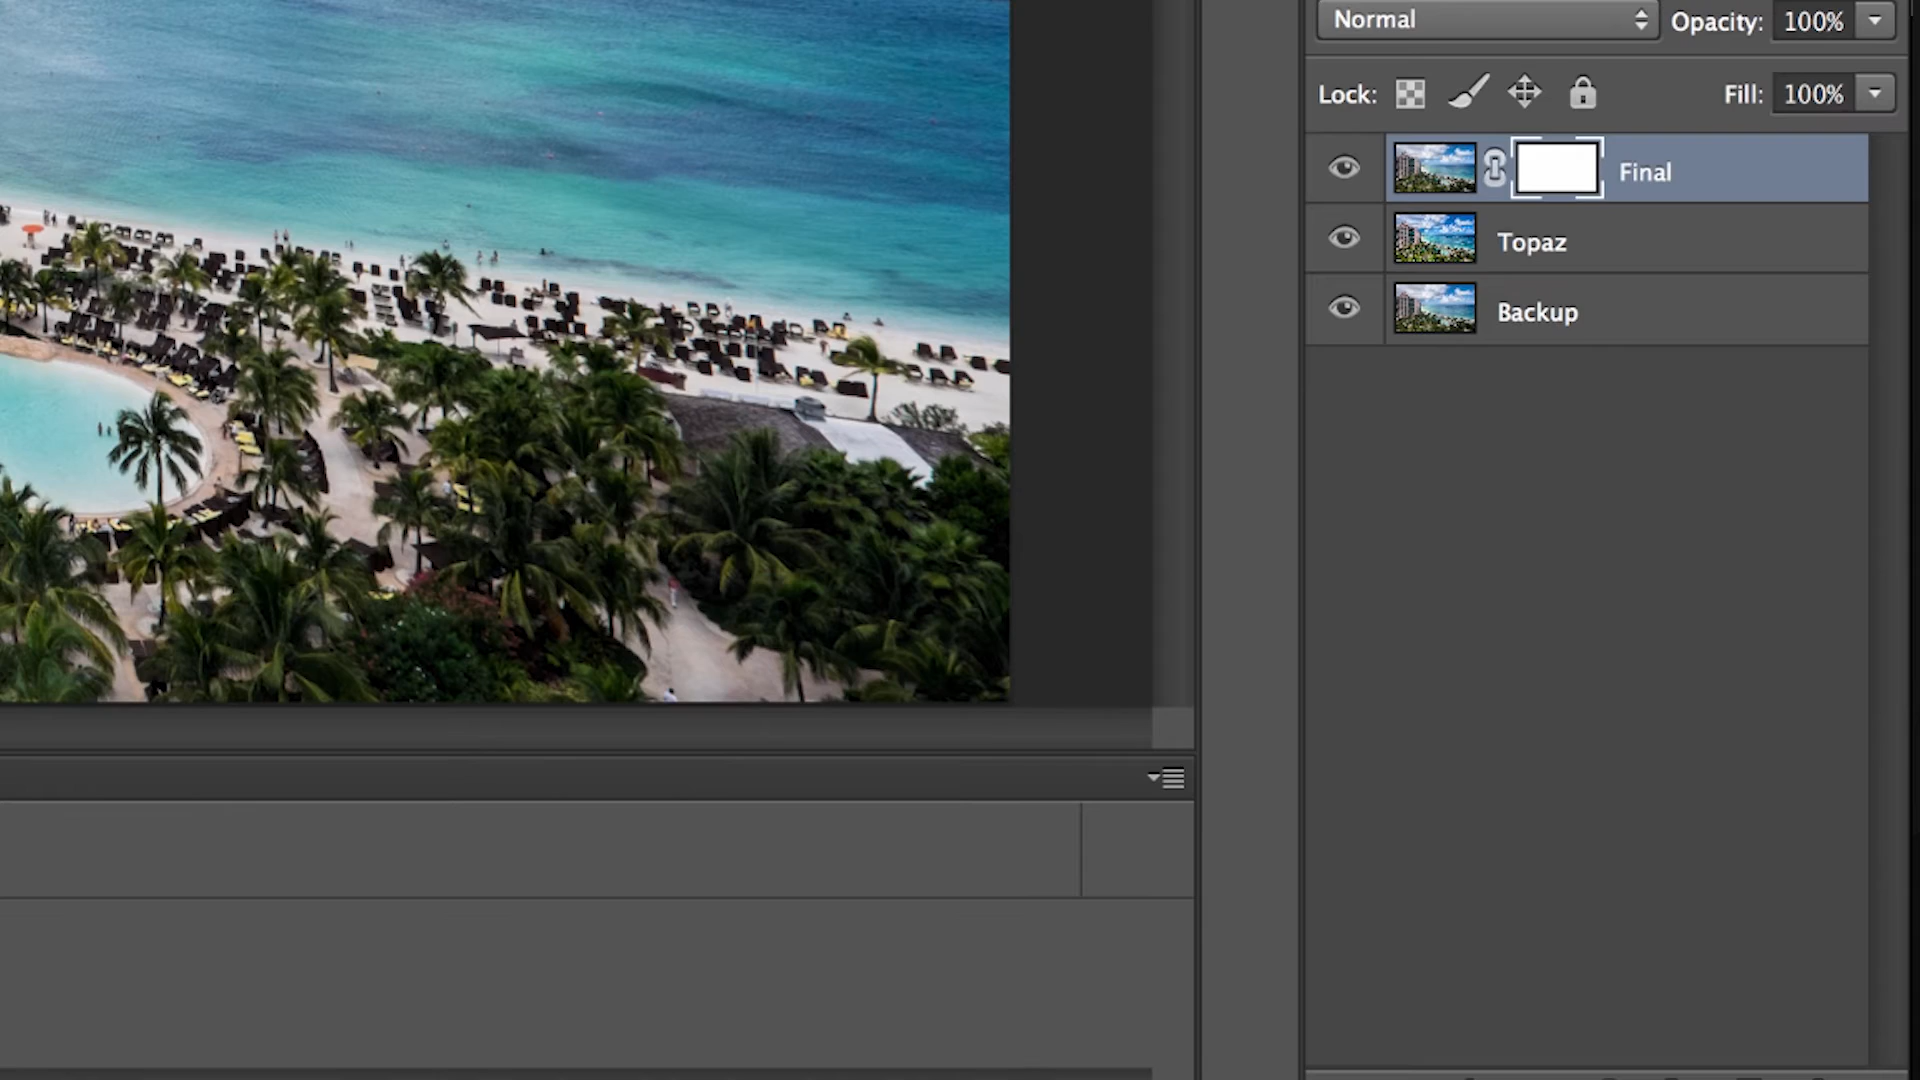 Normal Opacity: 100%
Lock: Fill: 100%
Final
Topaz
Backup